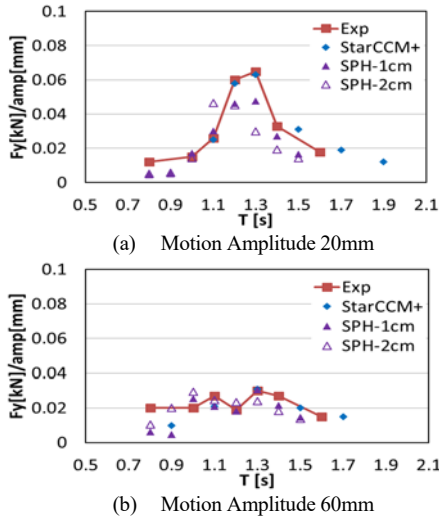 Fy[kN]/amp[mm]
0.1
0.08
0.06
0.04
0.02
0
Exp
StarCCM+
SPH-1cm
SPH-2cm
0.5 0.7 0.9 1.1 1.3 1.5 1.7 1.9 2.1
T [s]
(a) Motion Amplitude 20mm
Fy[kN]/amp[mm]
0.1
0.08
0.06
0.04
0.02
0
Exp
StarCCM+
SPH-1cm
SPH-2cm
0.5 0.7 0.9 1.1 1.3 1.5 1.7 1.9 2.1
T [s]
(b) Motion Amplitude 60mm